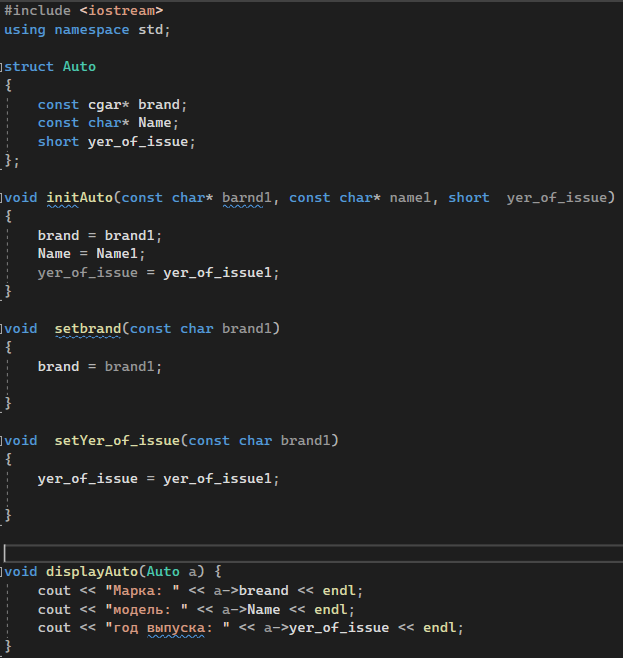 #include <iostream>
using namespace std;
struct Auto
{
const cgar* brand;
const char* Name;
short yer_of_issue;
};
void initAuto(const char* barnd1, const char* name1, short  yer_of_issue)
{
brand = brand1;
Name = Name1;
yer_of_issue = yer_of_issue1;
}
void  setbrand(const char brand1)
{
brand = brand1;
}
void  setYer_of_issue(const char brand1)
{
yer_of_issue = yer_of_issue1;
}
void displayAuto(Auto a) {
cout << "Марка: " << a->breand << endl;
cout << "модель: " << a->Name << endl;
cout << "год выпуска: " << a->yer_of_issue << endl;
}